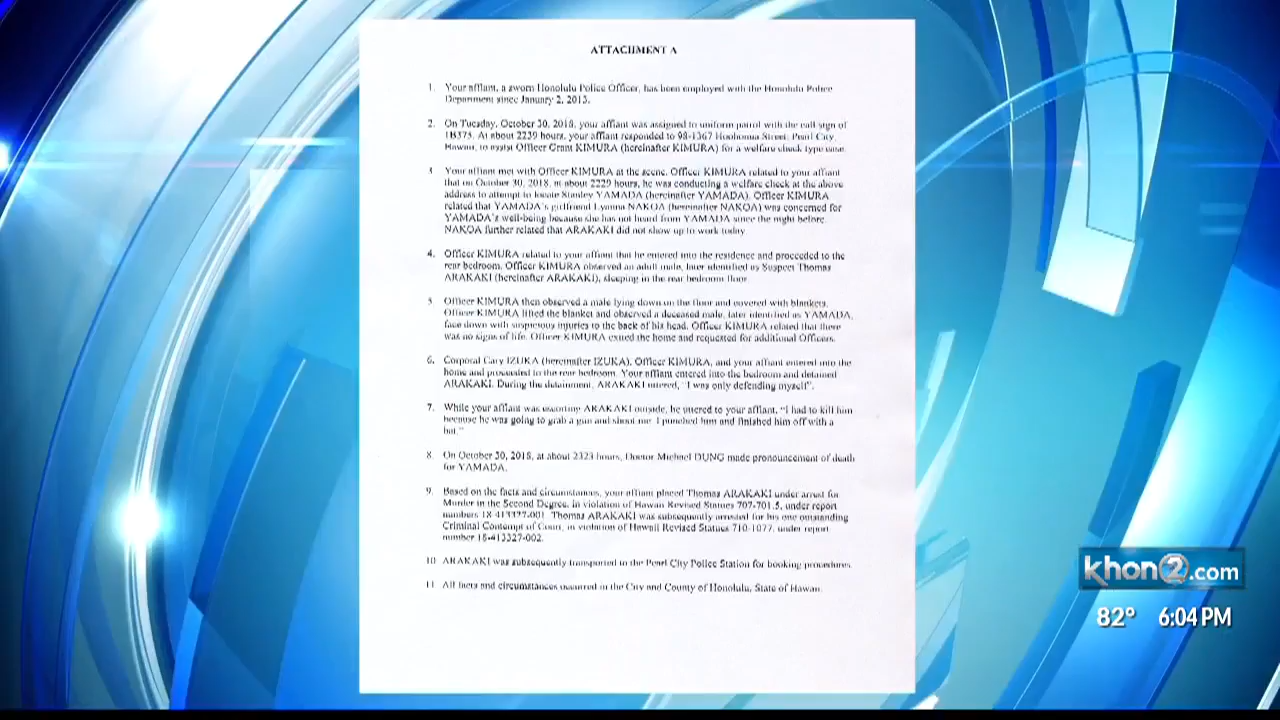 ATTACHMENT A
1. Your affiant, a sworn Honolulu Police Officer, has been employed with the Honolulu Police
Department since January 2, 2013.
2. On Tuesday, October 30, 2018, your affiant was assigned to uniform patrol with the call sign of
1B375. At about 2239 hours, your affiant responded to 98-1367 Hoohonua Street; Pearl City,
Hawaii, to assist Officer Grant KIMURA (hereinafter KIMURA) for a welfare check type case.
3. Your affiant met with Officer KIMURA at the scene. Officer KIMURA related to your affiant
that on October 30, 2018, at about 2229 hours, he was conducting a welfare check at the above
address to attempt to locate Stanley YAMADA (hereinafter YAMADA). Officer KIMURA
related that YAMADA's girlfriend Lyanna NAKOA (hereinafter NAKOA) was concerned for
YAMADA's well-being because she has not heard from YAMADA since the night before.
NAKOA further related that ARAKAKI did not show up to work today.
4. Officer KIMURA related to your affiant that he entered into the residence and proceeded to the
rear bedroom. Officer KIMURA observed an adult male, later identified as Suspect Thomas
ARAKAKI (hereinafter ARAKAKI), sleeping in the rear bedroom floor.
5. Officer KIMURA then observed a male lying down on the floor and covered with blankets.
Officer KIMURA lifted the blanket and observed a deceased male, later identified as YAMADA,
face down with suspicious injuries to the back of his head. Officer KIMURA related that there
was no signs of life. Officer KIMURA exited the home and requested for additional Officers.
6. Corporal Cary IZUKA (hereinafter IZUKA), Officer KIMURA, and your affiant entered into the
home and proceeded to the rear bedroom. Your affiant entered into the bedroom and detained
ARAKAKI. During the detainment, ARAKAKI uttered, "I was only defending myself".
7. While your affiant was escorting ARAKAKI outside, he uttered to your affiant, "I had to kill him
because he was going to grab a gun and shoot me. I punched him and finished him off with a
bat."
8. On October 30, 2018, at about 2323 hours, Doctor Michael DUNG made pronouncement of death
for YAMADA.
9. Based on the facts and circumstances, your affiant placed Thomas ARAKAKI under arrest for
Murder in the Second Degree, in violation of Hawaii Revised Statues 707-701.5, under report
numbers 18-413327-001. Thomas ARAKAKI was subsequently arrested for his one outstanding
Criminal Contempt of Court, in violation of Hawaii Revised Statues 710-1077, under report
number 18-413327-002.
10. ARAKAKI was subsequently transported to the Pearl City Police Station for booking procedures.
11. All facts and circumstances occurred in the City and County of Honolulu, State of Hawaii.
khon2.com
82° 6:04 PM